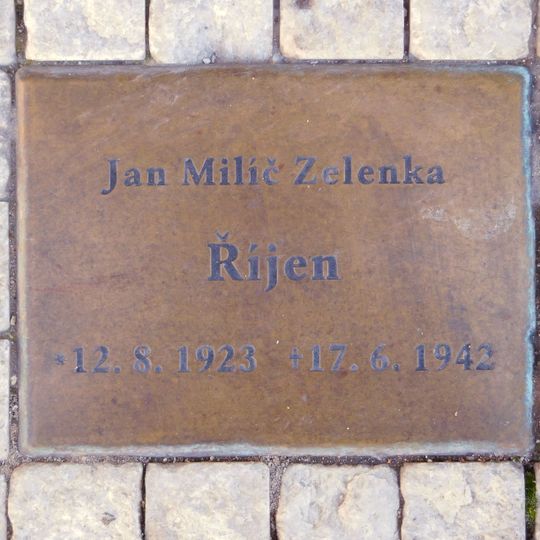 Jan Milíč Zelenka
Říjen
*12. 8. 1923 †17. 6. 1942